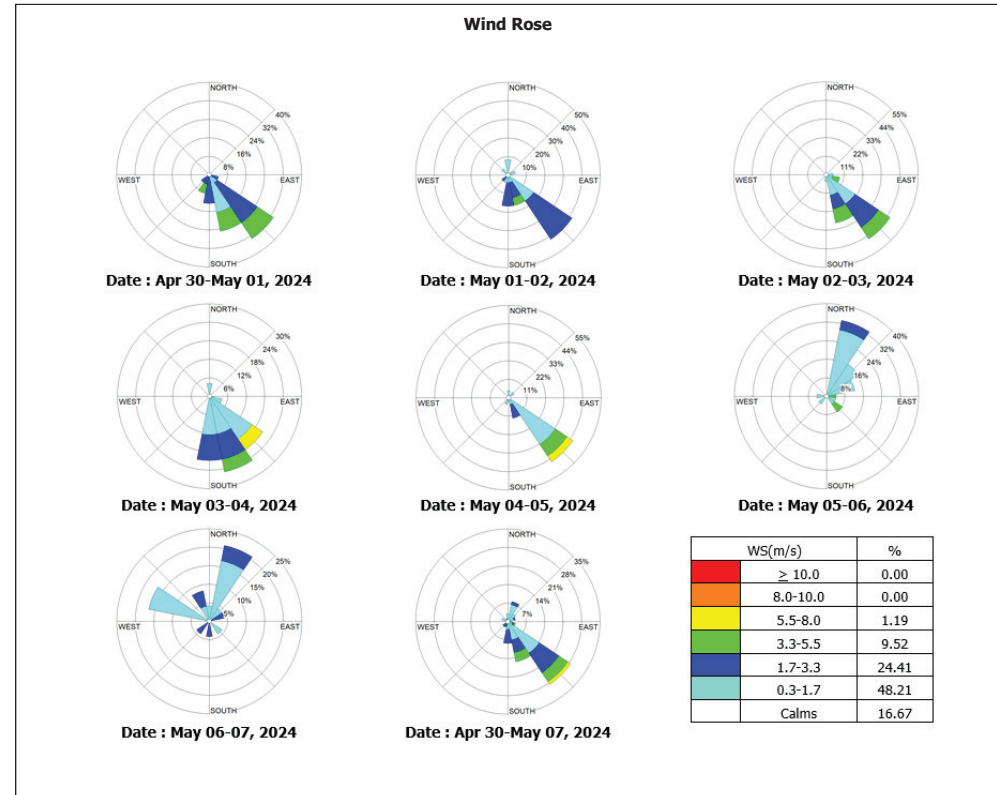 Wind Rose
NORTH
40%
32%
24%
16%
8%
WEST
EAST
SOUTH
Date : Apr 30-May 01, 2024
NORTH
50%
40%
30%
20%
10%
WEST
EAST
SOUTH
Date : May 01-02, 2024
NORTH
55%
44%
33%
22%
11%
WEST
EAST
SOUTH
Date : May 02-03, 2024
NORTH
30%
24%
18%
12%
6%
WEST
EAST
SOUTH
Date : May 03-04, 2024
NORTH
55%
44%
33%
22%
11%
WEST
EAST
SOUTH
Date : May 04-05, 2024
NORTH
40%
32%
24%
16%
8%
WEST
EAST
SOUTH
Date : May 05-06, 2024
NORTH
25%
20%
15%
10%
5%
WEST
EAST
SOUTH
Date : May 06-07, 2024
NORTH
35%
28%
21%
14%
7%
WEST
EAST
SOUTH
Date : Apr 30-May 07, 2024
WS(m/s) %
≥ 10.0 0.00
8.0-10.0 0.00
5.5-8.0 1.19
3.3-5.5 9.52
1.7-3.3 24.41
0.3-1.7 48.21
Calms 16.67